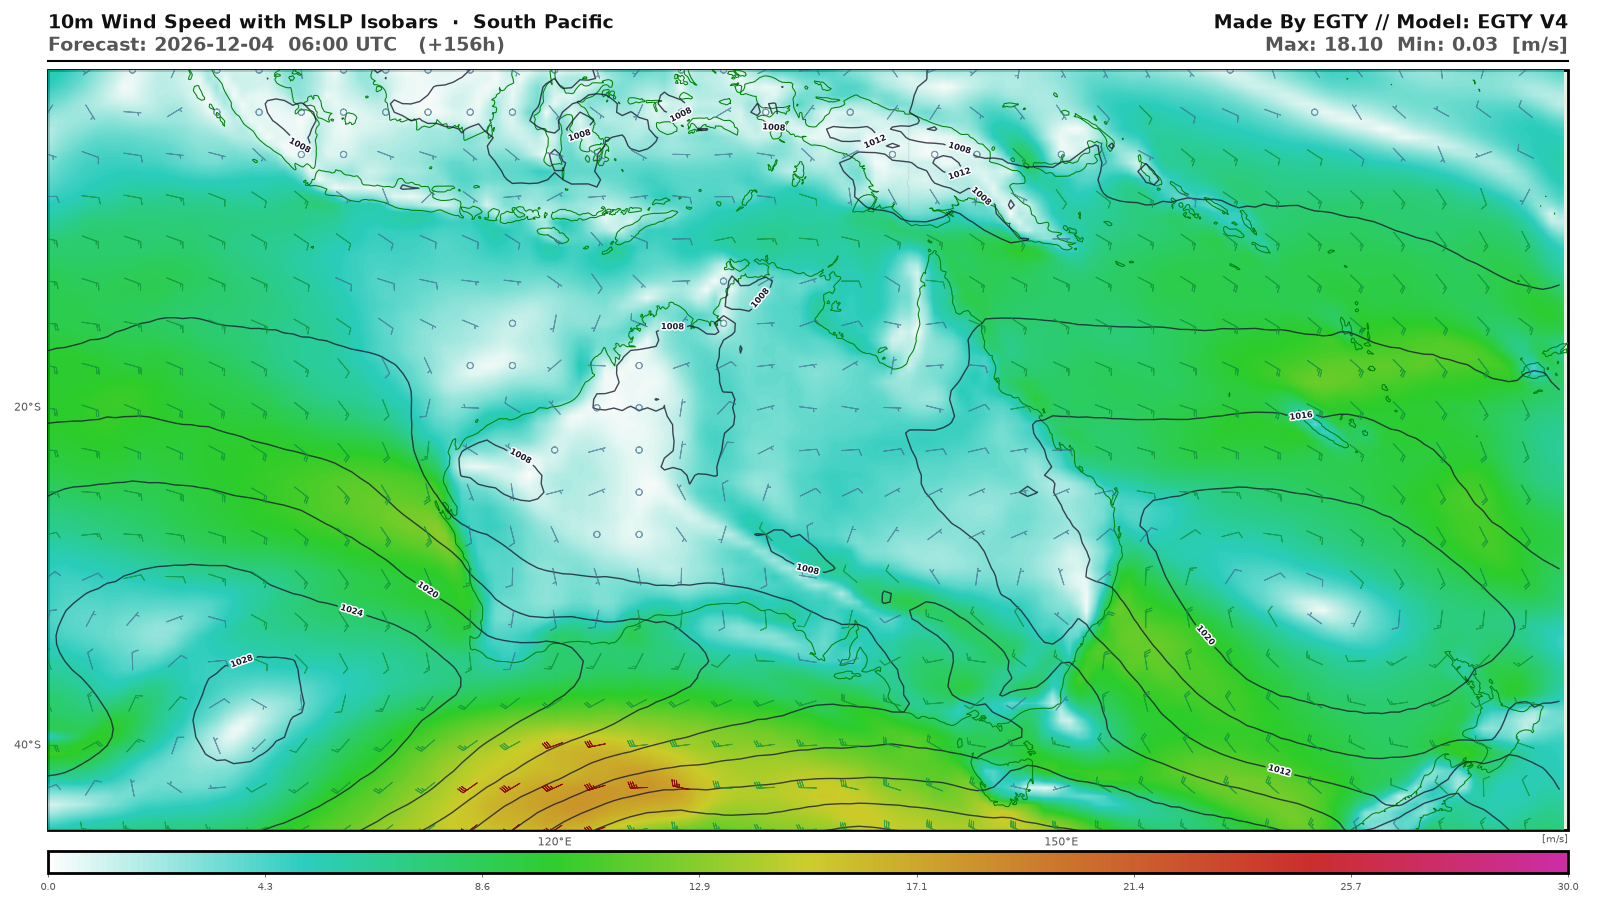 10m Wind Speed with MSLP Isobars · South Pacific
Made By EGTY // Model: EGTY V4
Forecast: 2026-12-04 06:00 UTC (+156h)
Max: 18.10 Min: 0.03 [m/s]
1008
1008
1008
1008
1012
1008
1012
1008
1008
1008
20°S
1016
1008
1008
1020
1024
1020
1028
40°S
1012
120°E
150°E
[m/s]
0.0
4.3
8.6
12.9
17.1
21.4
25.7
30.0